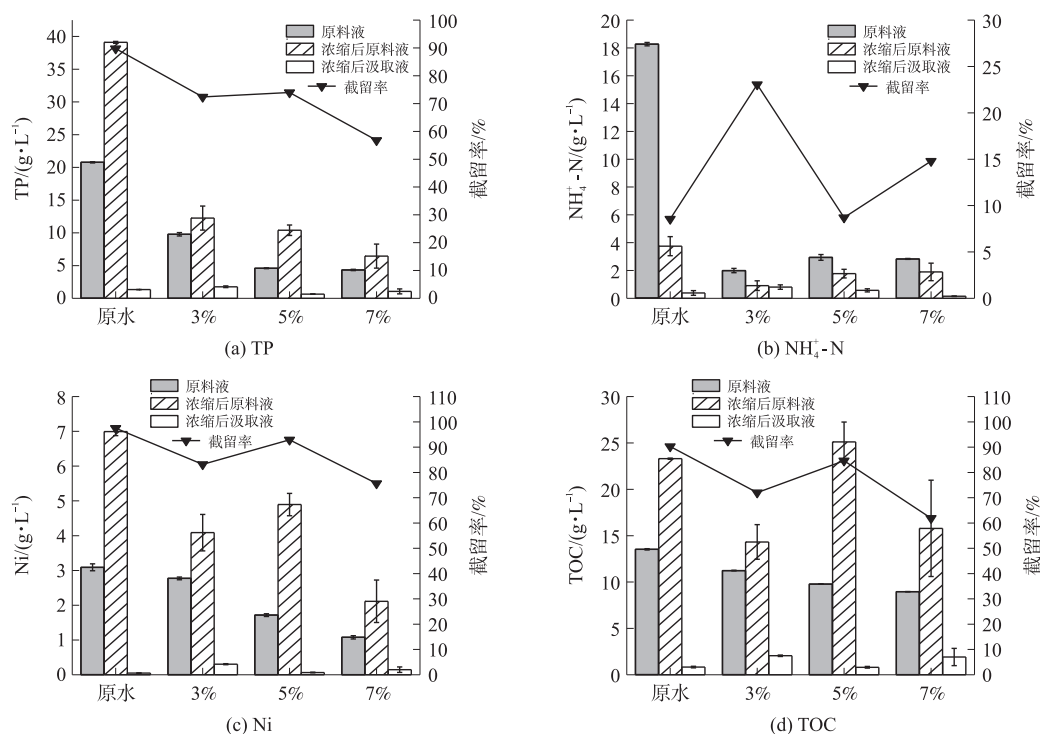 TP/(g·L⁻¹)
40
35
30
25
20
15
10
5
0
原料液
浓缩后原料液
浓缩后汲取液
截留率
100
90
80
70
60
50
40
30
20
10
0
截留率/%
原水 3% 5% 7%
(a) TP
NH₄⁺-N/(g·L⁻¹)
20
18
16
14
12
10
8
6
4
2
0
原料液
浓缩后原料液
浓缩后汲取液
截留率
30
25
20
15
10
5
0
截留率/%
原水 3% 5% 7%
(b) NH₄⁺-N
Ni/(g·L⁻¹)
8
7
6
5
4
3
2
1
0
原料液
浓缩后原料液
浓缩后汲取液
截留率
110
100
90
80
70
60
50
40
30
20
10
0
截留率/%
原水 3% 5% 7%
(c) Ni
TOC/(g·L⁻¹)
30
25
20
15
10
5
0
原料液
浓缩后原料液
浓缩后汲取液
截留率
110
100
90
80
70
60
50
40
30
20
10
0
截留率/%
原水 3% 5% 7%
(d) TOC